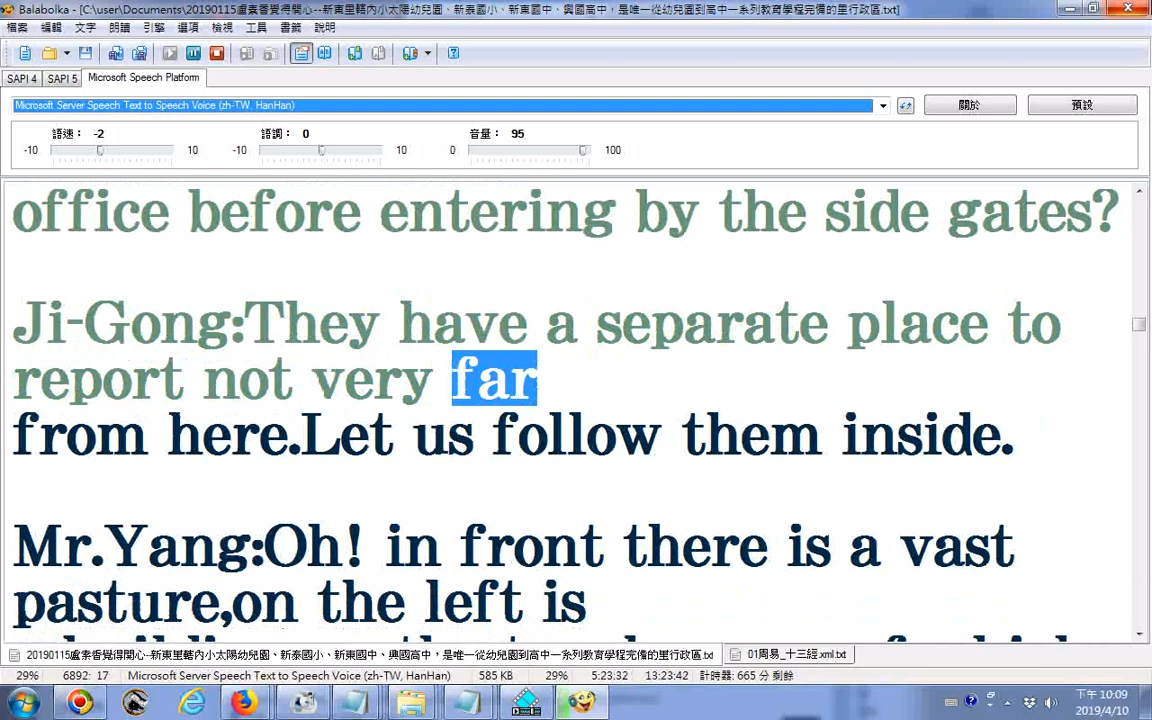 Balabolka - [C:\user\Documents\20190115盧素香覺得開心--新東里轄內小太陽幼兒園、新泰國小、新東國中、興國高中，是唯一從幼兒園到高中一系列教育學程完備的里行政區.txt]
檔案 編輯 文字 朗讀 引擎 選項 檢視 工具 書籤 說明
SAPI 4 SAPI 5 Microsoft Speech Platform
Microsoft Server Speech Text to Speech Voice (zh-TW, HanHan) 關於 預設
語速： -2 語調： 0 音量： 95
-10 10 -10 10 0 100
office before entering by the side gates?
Ji-Gong:They have a separate place to
report not very far
from here.Let us follow them inside.
Mr.Yang:Oh! in front there is a vast
pasture,on the left is
20190115盧素香覺得開心--新東里轄內小太陽幼兒園、新泰國小、新東國中、興國高中，是唯一從幼兒園到高中一系列教育學程完備的里行政區.txt 01周易_十三經.xml.txt
29% 6892: 17 Microsoft Server Speech Text to Speech Voice (zh-TW, HanHan) 585 KB 29% 5:23:32 13:23:42 計時器: 665 分 剩餘
下午 10:09
2019/4/10